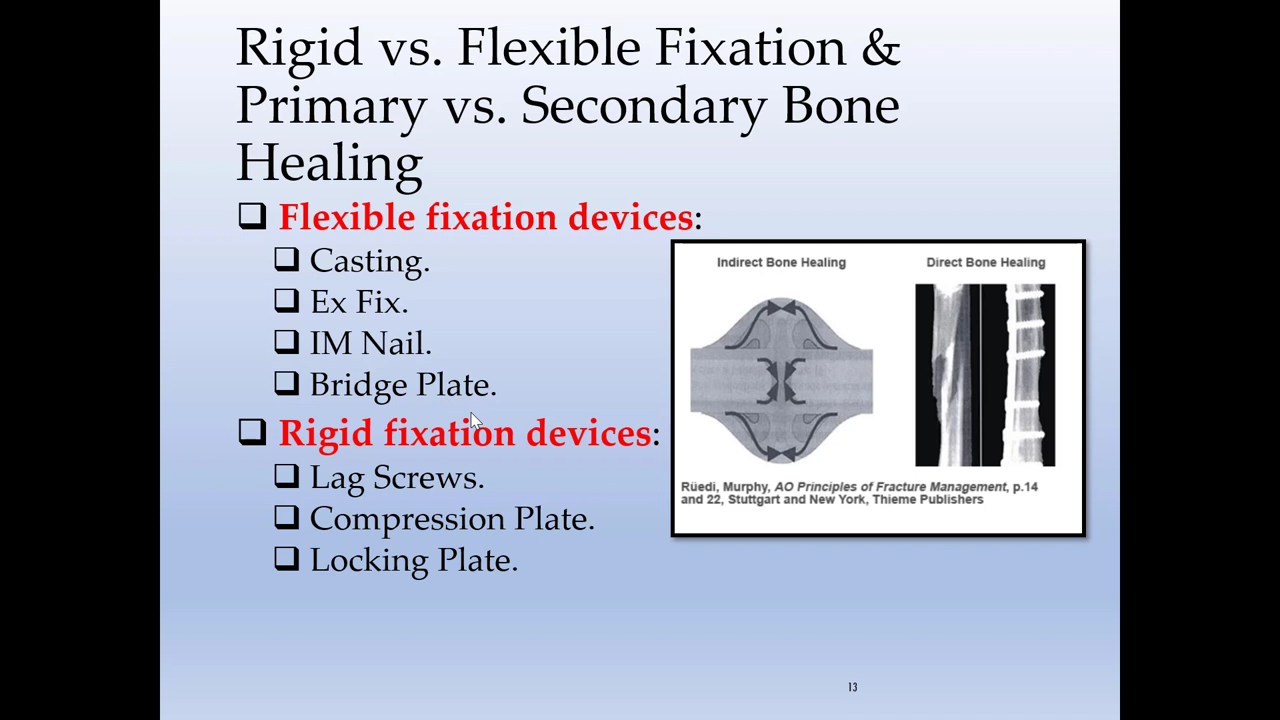 Rigid vs. Flexible Fixation &
Primary vs. Secondary Bone
Healing
Flexible fixation devices:
Casting.
Ex Fix.
IM Nail.
Bridge Plate.
Rigid fixation devices:
Lag Screws.
Compression Plate.
Locking Plate.
Indirect Bone Healing
Direct Bone Healing
Rüedi, Murphy, AO Principles of Fracture Management, p.14
and 22, Stuttgart and New York, Thieme Publishers
13